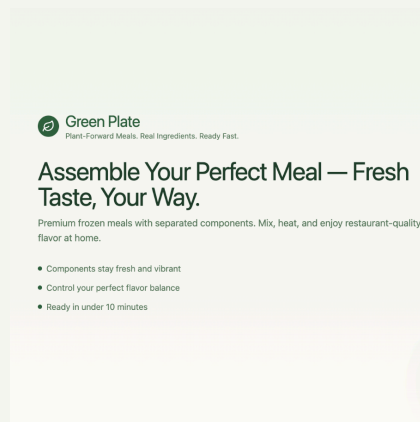 Green Plate
Plant-Forward Meals. Real Ingredients. Ready Fast.
Assemble Your Perfect Meal — Fresh
Taste, Your Way.
Premium frozen meals with separated components. Mix, heat, and enjoy restaurant-quality
flavor at home.
Components stay fresh and vibrant
Control your perfect flavor balance
Ready in under 10 minutes